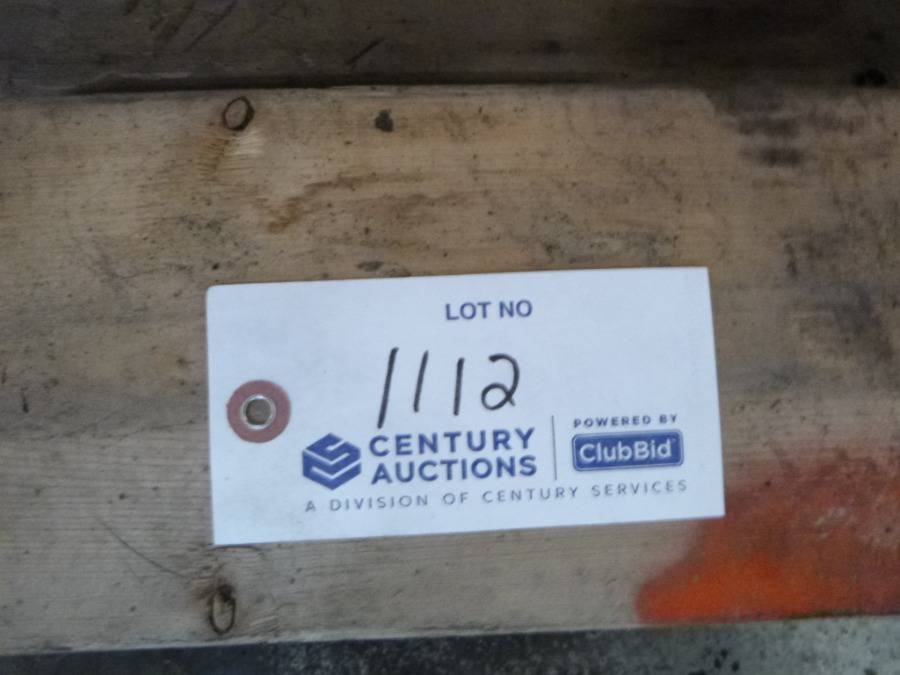 LOT NO
1112
CENTURY
AUCTIONS
POWERED BY
ClubBid
A DIVISION OF CENTURY SERVICES